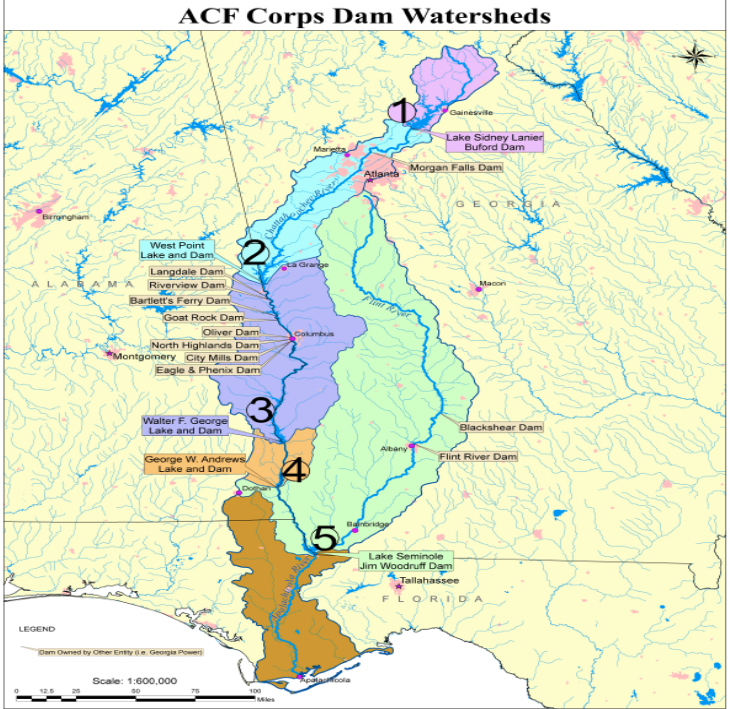 ACF Corps Dam Watersheds
1
Gainesville
Lake Sidney Lanier
Buford Dam
Marietta
Morgan Falls Dam
Atlanta
GEORGIA
Birmingham
Chattahoochee River
West Point
Lake and Dam
2
La Grange
Langdale Dam
ALABAMA
Riverview Dam
Macon
Bartlett's Ferry Dam
Flint River
Goat Rock Dam
Oliver Dam
Columbus
North Highlands Dam
Montgomery
City Mills Dam
Eagle & Phenix Dam
3
Walter F. George
Lake and Dam
Blackshear Dam
Albany
Flint River Dam
George W. Andrews
Lake and Dam
4
Dothan
Bainbridge
5
Lake Seminole
Jim Woodruff Dam
Tallahassee
FLORIDA
Apalachicola River
LEGEND
Dam Owned by Other Entity (i.e. Georgia Power)
Scale: 1:600,000
Apalachicola
0 12.5 25 50 75 100
Miles